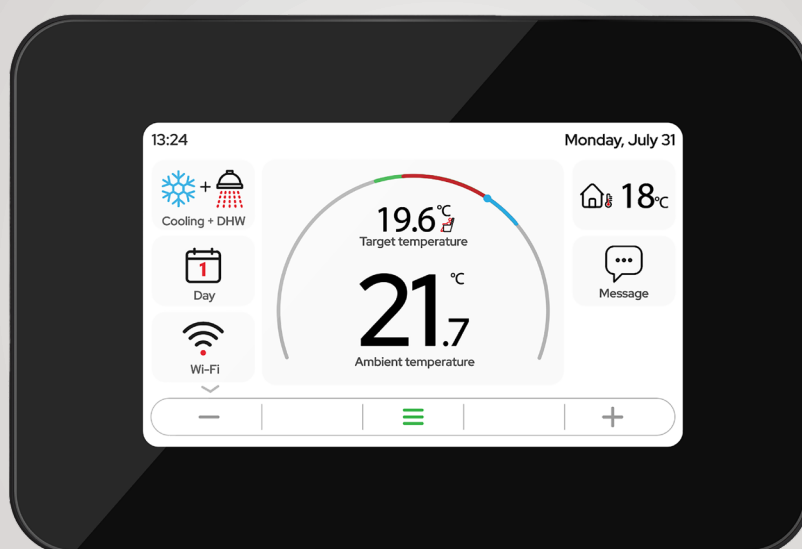 13:24
Monday, July 31
+
Cooling + DHW
1
Day
Wi-Fi
19.6°C
Target temperature
21.7 °C
Ambient temperature
18°C
Message